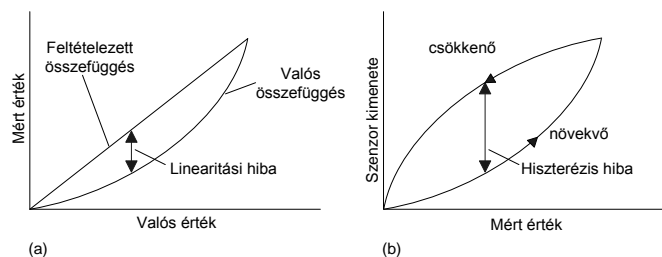 Mért érték
Feltételezett
összefüggés
Valós
összefüggés
Linearitási hiba
Valós érték
(a)
Szenzor kimenete
csökkenő
növekvő
Hiszterézis hiba
Mért érték
(b)